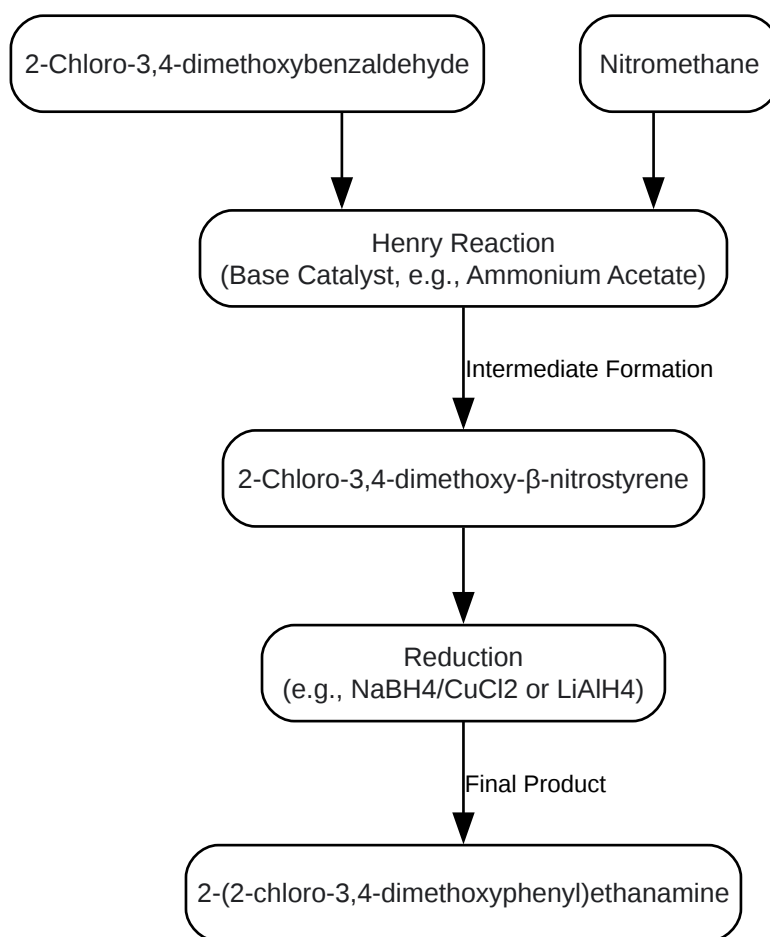 2-Chloro-3,4-dimethoxybenzaldehyde
Nitromethane
Henry Reaction
(Base Catalyst, e.g., Ammonium Acetate)
Intermediate Formation
2-Chloro-3,4-dimethoxy-β-nitrostyrene
Reduction
(e.g., NaBH4/CuCl2 or LiAlH4)
Final Product
2-(2-chloro-3,4-dimethoxyphenyl)ethanamine